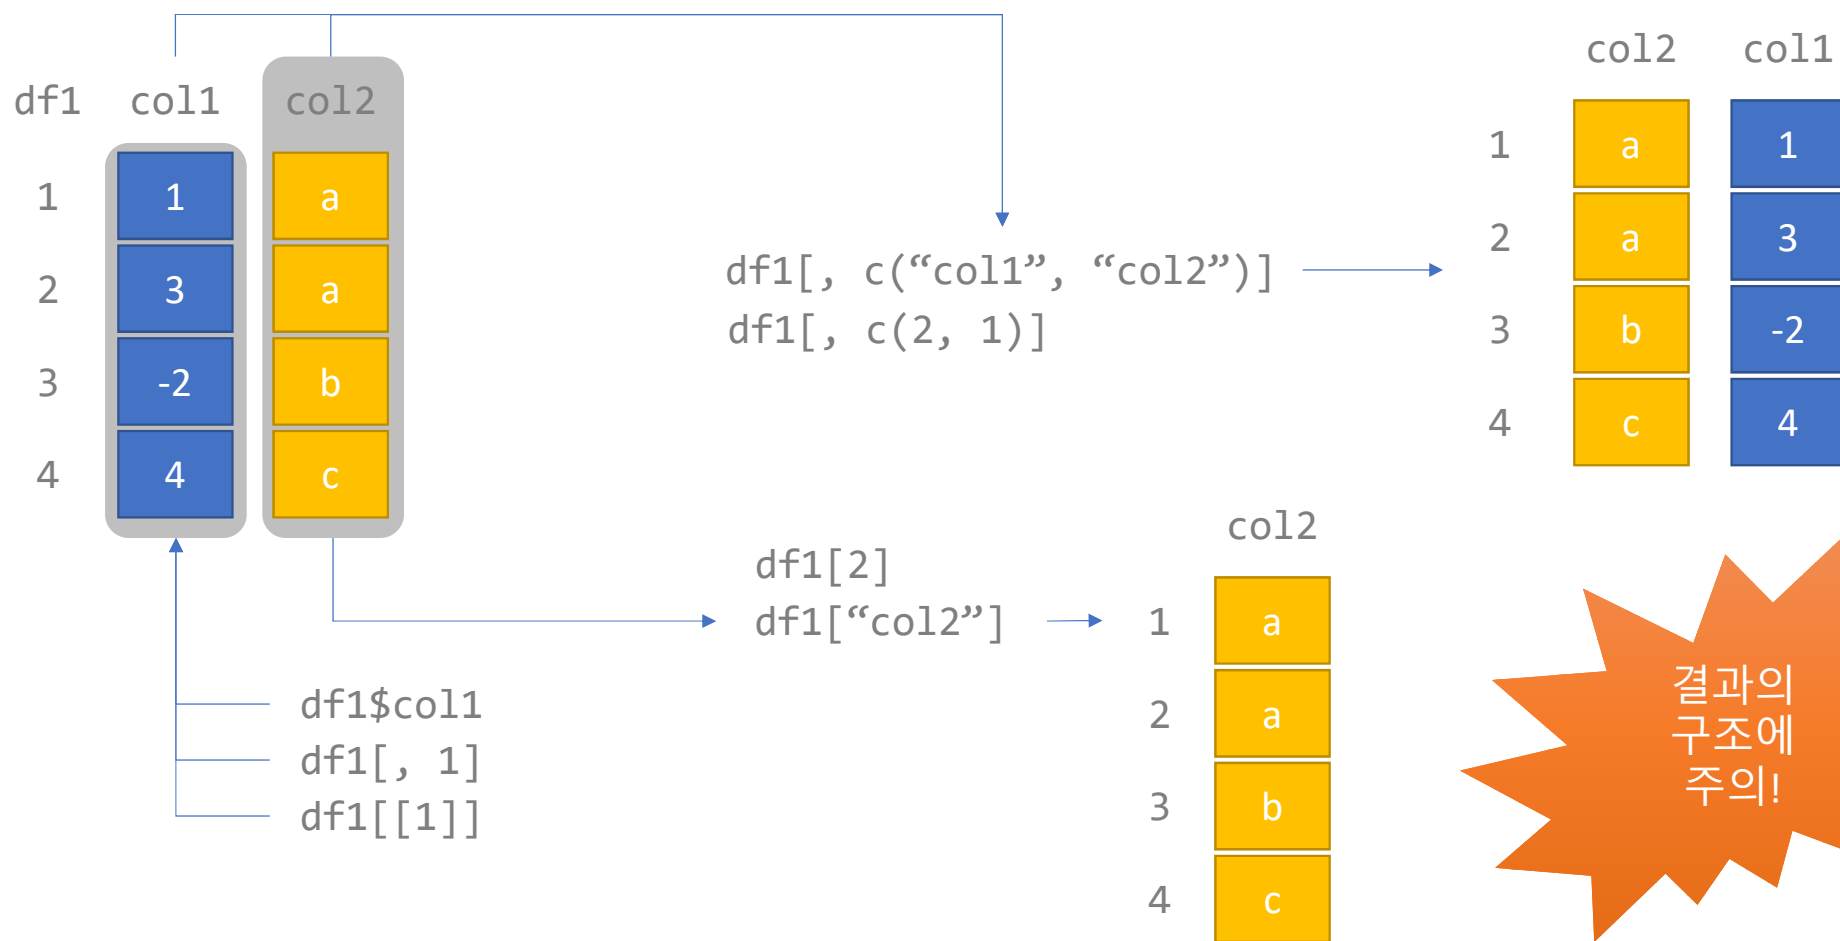 df1 col1 col2
1 1 a
2 3 a
3 -2 b
4 4 c
df1[, c(“col1”, “col2”)]
df1[, c(2, 1)]
col2 col1
1 a 1
2 a 3
3 b -2
4 c 4
df1[2]
df1[“col2”]
col2
1 a
2 a
3 b
4 c
df1$col1
df1[, 1]
df1[[1]]
결과의
구조에
주의!